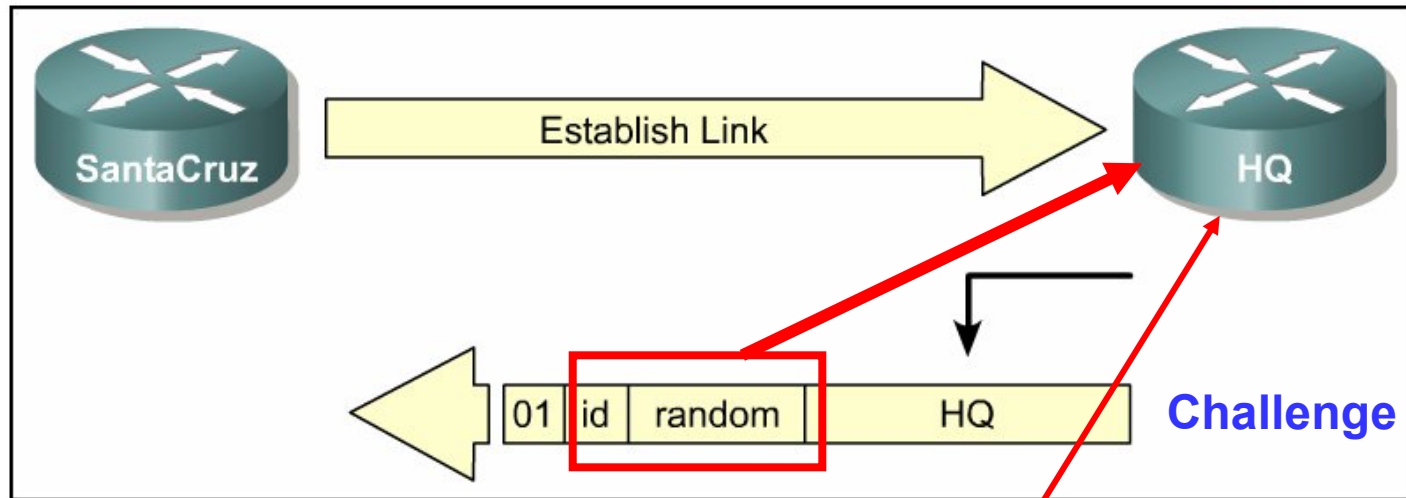 Establish Link
SantaCruz
HQ
01 id random HQ
Challenge